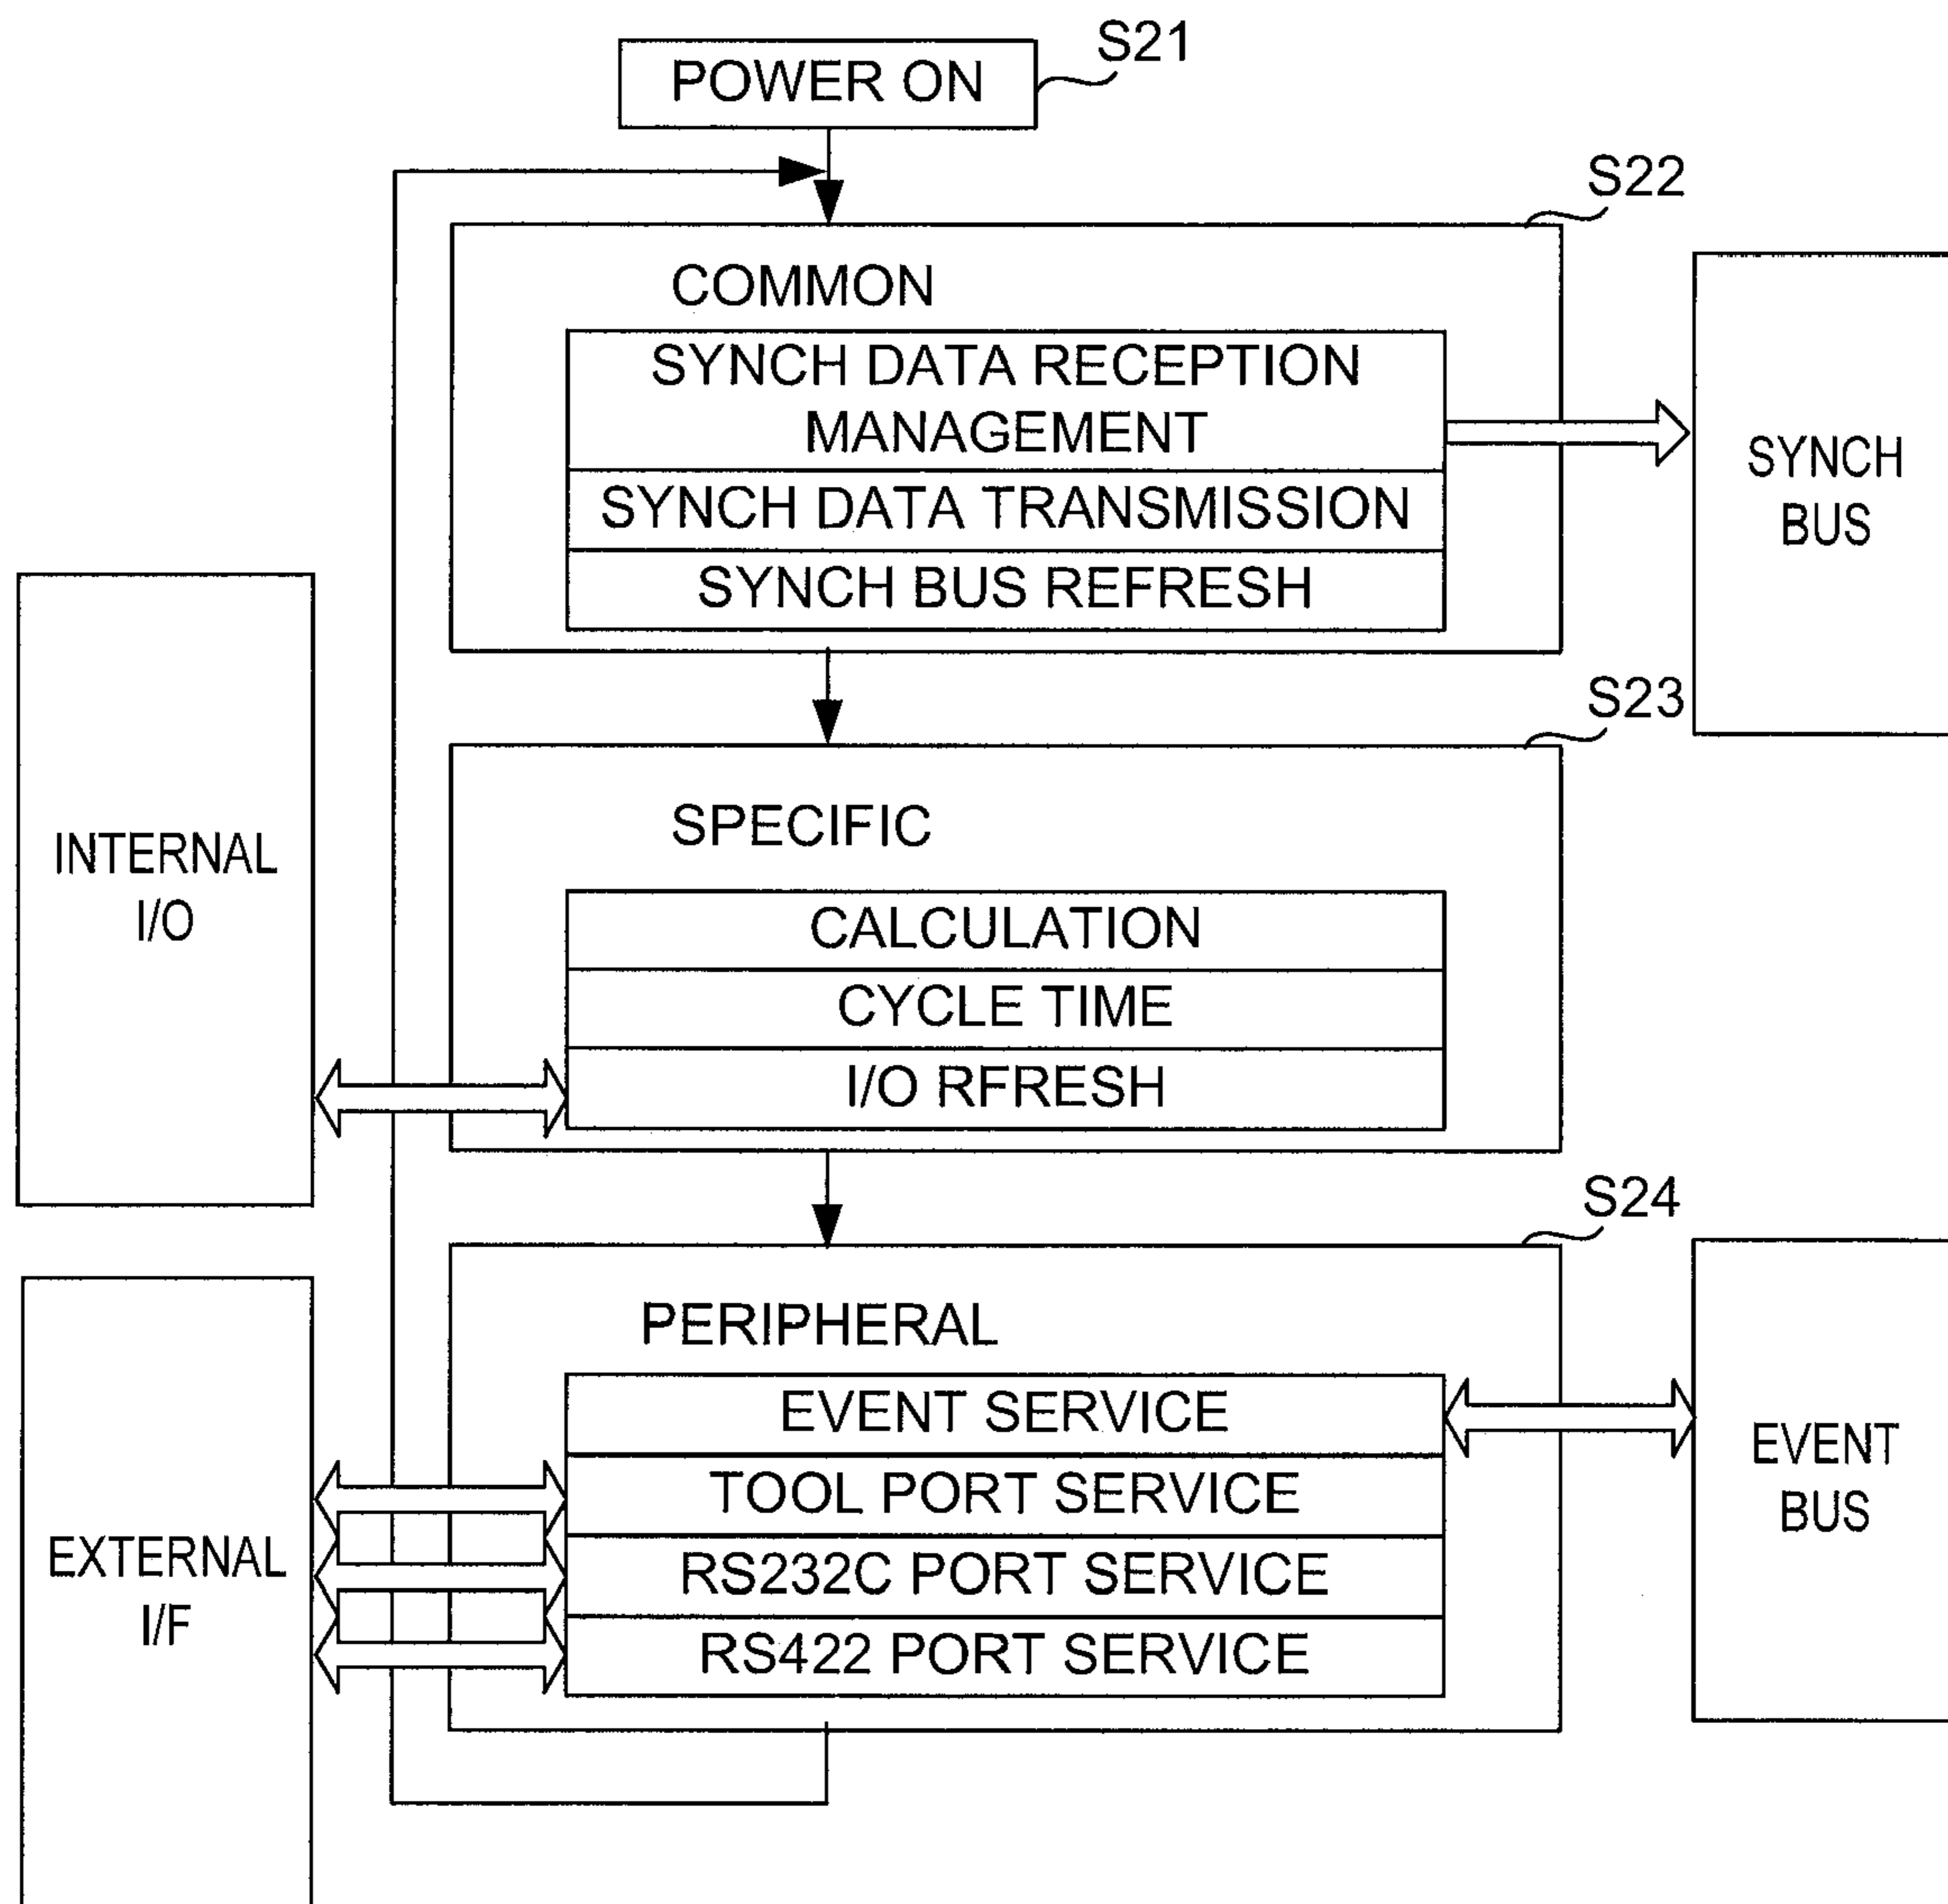 POWER ON
S21
S22
COMMON
SYNCH DATA RECEPTION
MANAGEMENT
SYNCH DATA TRANSMISSION
SYNCH BUS REFRESH
SYNCH
BUS
S23
SPECIFIC
CALCULATION
CYCLE TIME
I/O RFRESH
INTERNAL
I/O
S24
PERIPHERAL
EVENT SERVICE
TOOL PORT SERVICE
RS232C PORT SERVICE
RS422 PORT SERVICE
EVENT
BUS
EXTERNAL
I/F